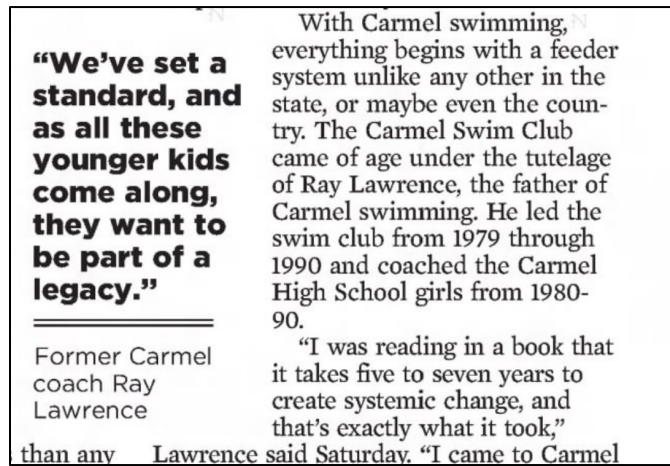 “We’ve set a
standard, and
as all these
younger kids
come along,
they want to
be part of a
legacy.”
Former Carmel
coach Ray
Lawrence
With Carmel swimming,
everything begins with a feeder
system unlike any other in the
state, or maybe even the coun-
try. The Carmel Swim Club
came of age under the tutelage
of Ray Lawrence, the father of
Carmel swimming. He led the
swim club from 1979 through
1990 and coached the Carmel
High School girls from 1980-
90.
“I was reading in a book that
it takes five to seven years to
create systemic change, and
that’s exactly what it took,”
than any
Lawrence said Saturday. “I came to Carmel